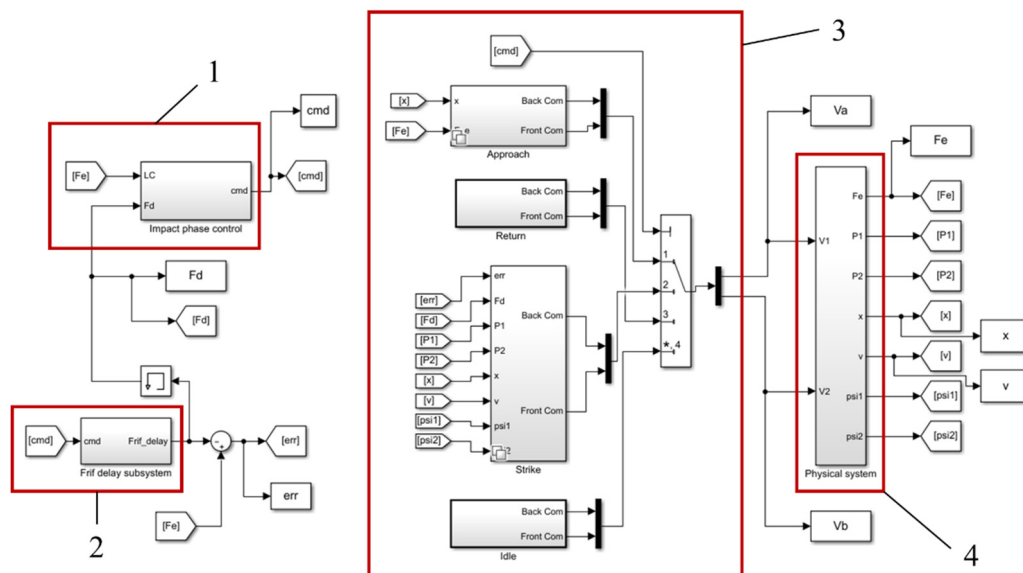 1
cmd
[Fe]
LC
Fd
cmd
[cmd]
Impact phase control
Fd
[Fd]
[cmd]
cmd
Frif_delay
Frif delay subsystem
[err]
err
[Fe]
2
3
[cmd]
[x]
[Fe]
x
e
Back Com
Front Com
Approach
Back Com
Front Com
Return
[err]
[Fd]
[P1]
[P2]
[x]
[v]
[psi1]
[psi2]
err
Fd
P1
P2
x
v
psi1
2
Back Com
Front Com
Strike
Back Com
Front Com
Idle
1
2
3
*, 4
Va
Fe
V1
V2
Fe
P1
P2
x
v
psi1
psi2
Physical system
[Fe]
[P1]
[P2]
[x]
[v]
[psi1]
[psi2]
x
v
Vb
4